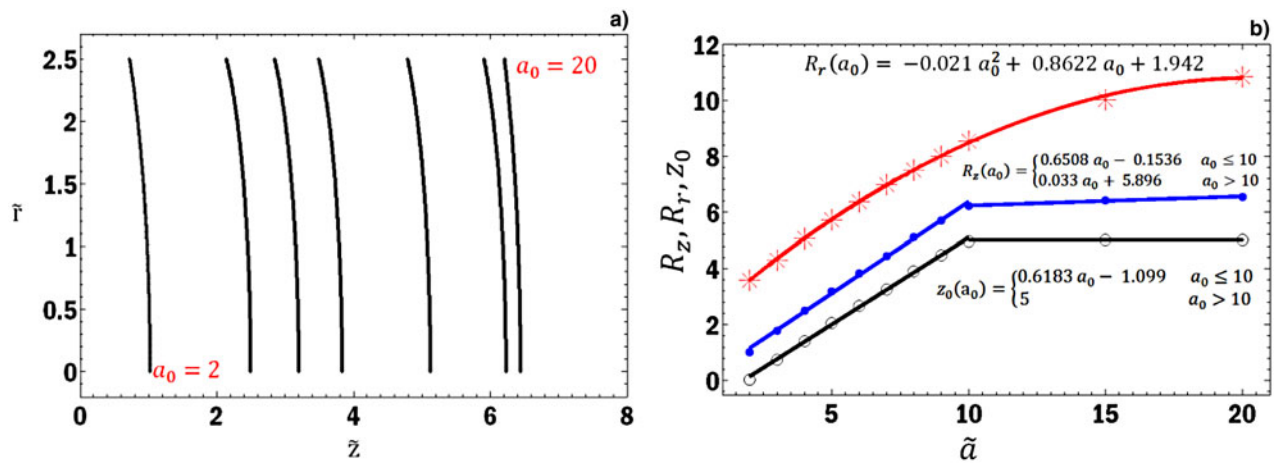 a)
2.5
2
1.5
1
0.5
0
r̃
a₀ = 20
a₀ = 2
0 2 4 6 8
z̃
b)
12
10
8
6
4
2
0
R_z, R_r, z₀
R_r(a₀) = −0.021 a₀² + 0.8622 a₀ + 1.942
R_z(a₀) = {0.6508 a₀ − 0.1536 a₀ ≤ 10
0.033 a₀ + 5.896 a₀ > 10
z₀(a₀) = {0.6183 a₀ − 1.099 a₀ ≤ 10
5 a₀ > 10
5 10 15 20
ã